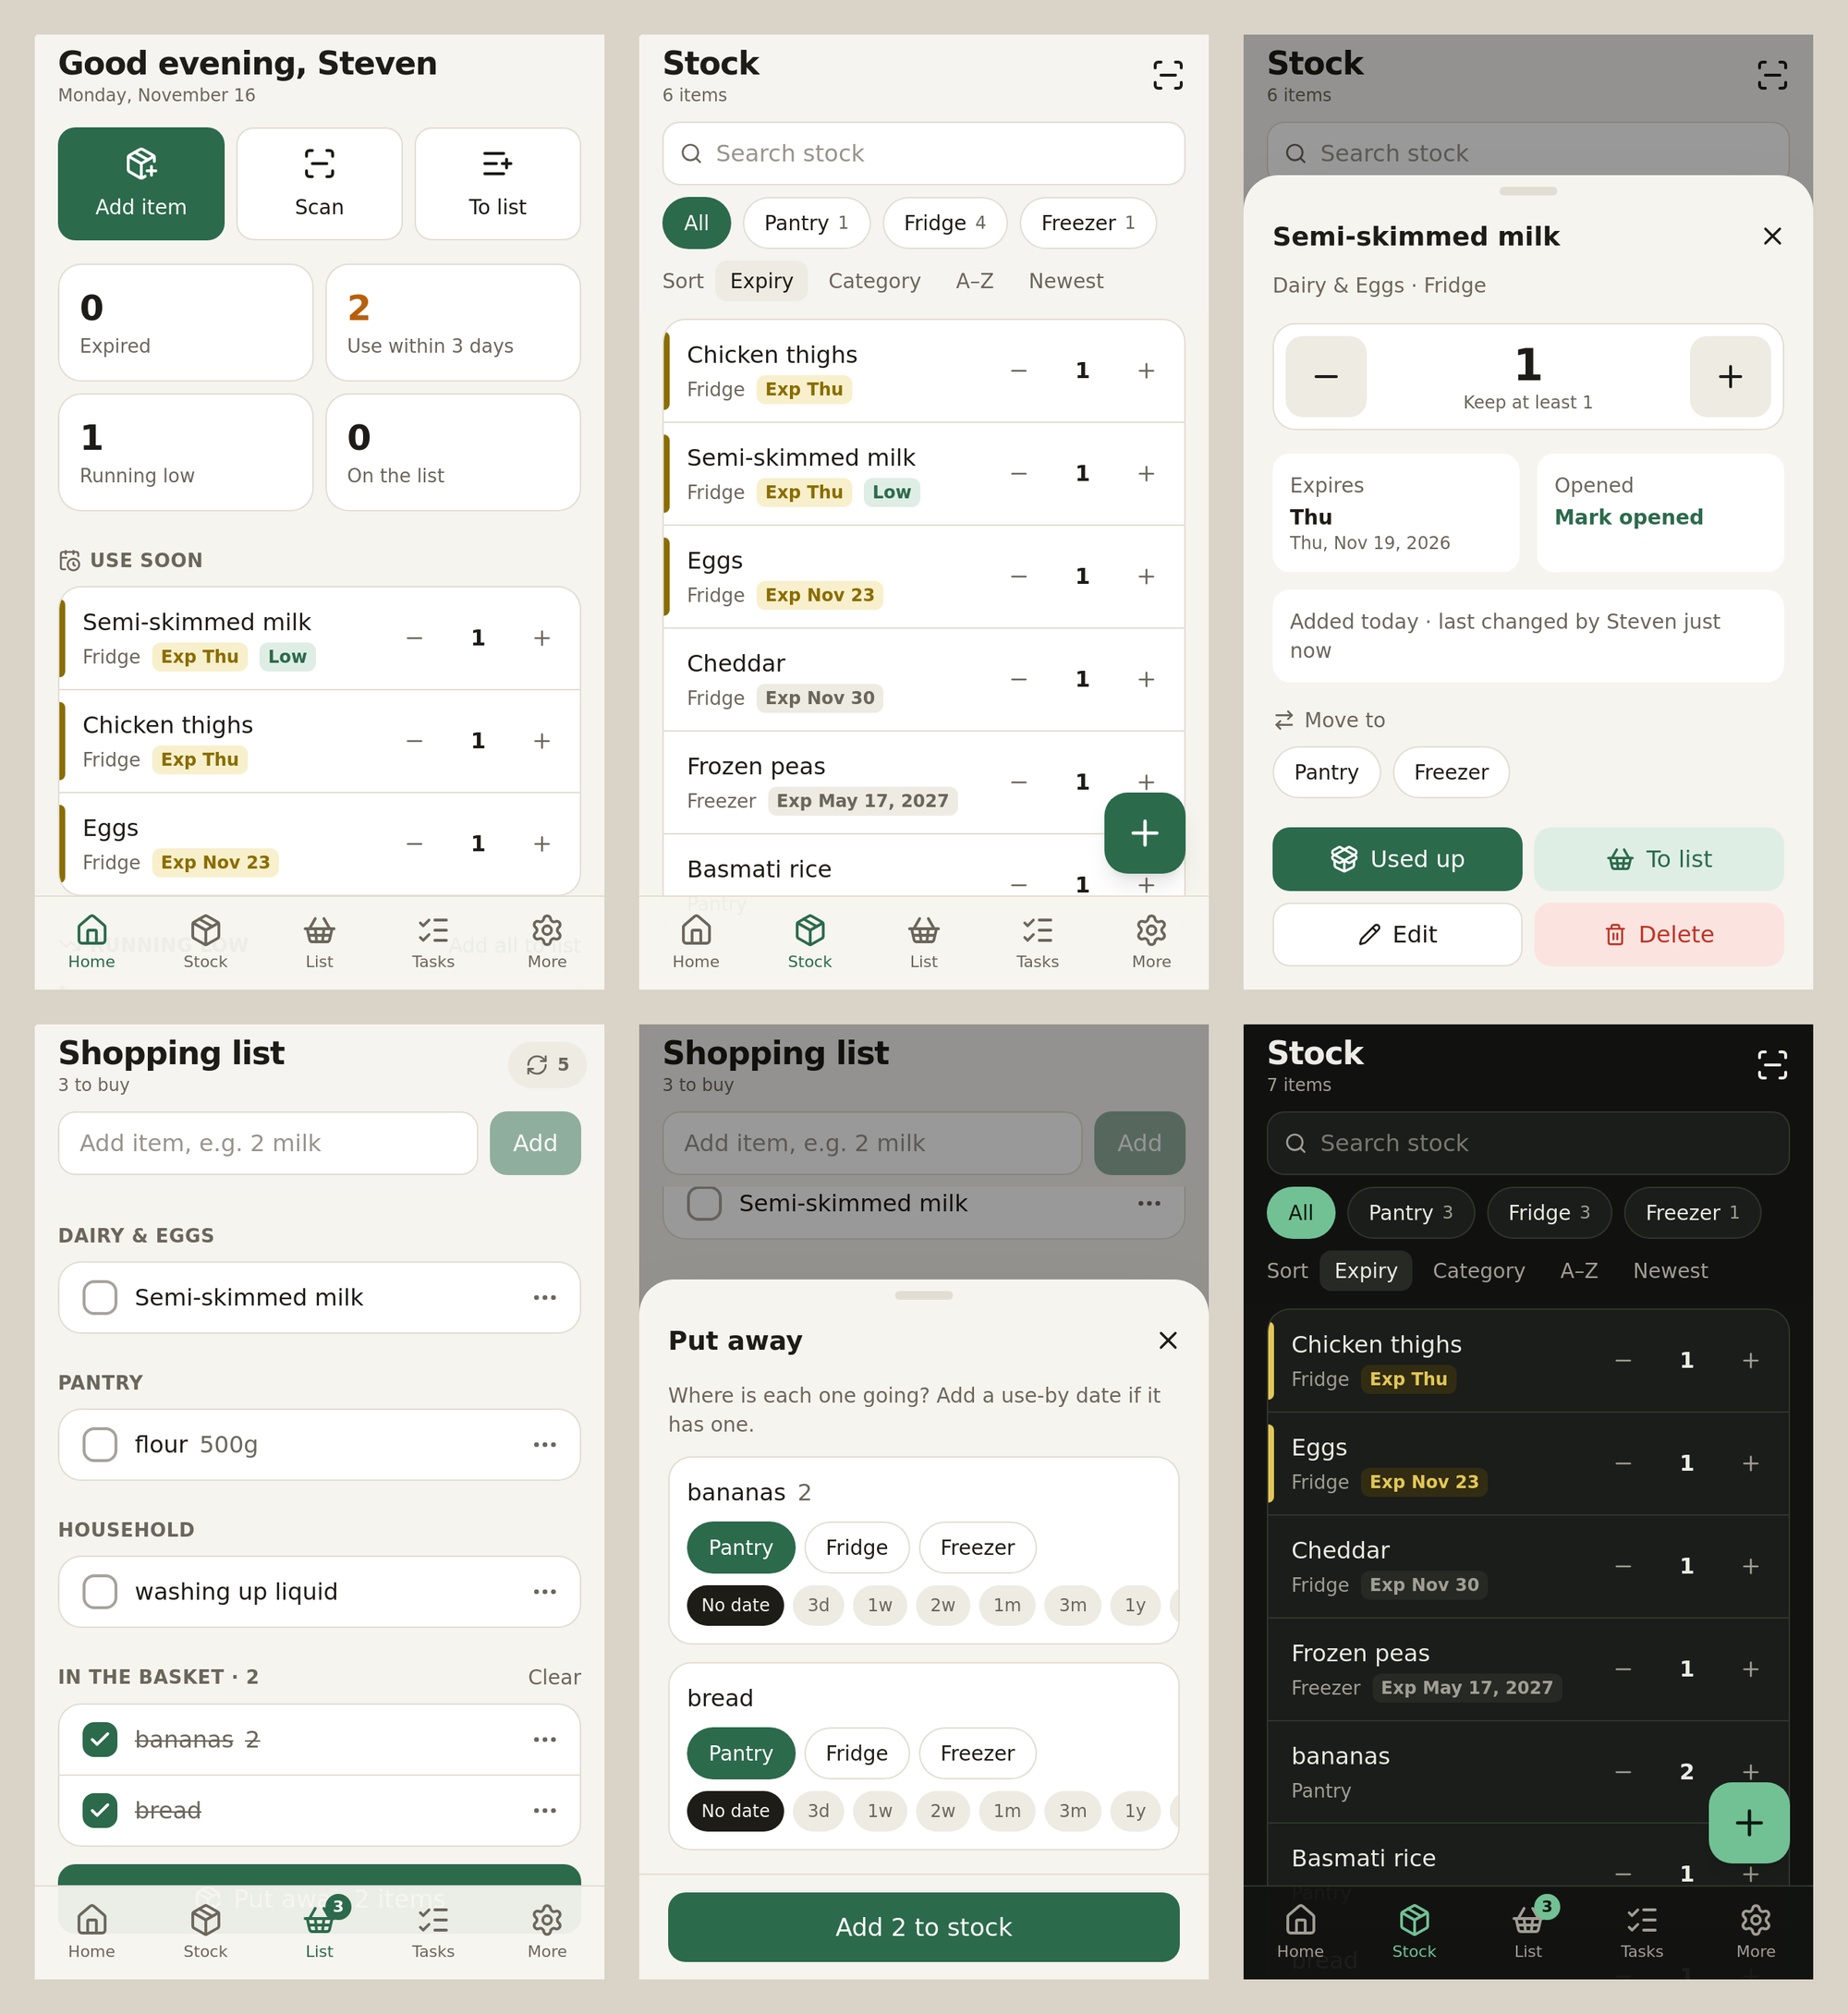 Good evening, Steven
Monday, November 16
Add item
Scan
To list
0
Expired
2
Use within 3 days
1
Running low
0
On the list
USE SOON
Semi-skimmed milk
Fridge Exp Thu Low
1
Chicken thighs
Fridge Exp Thu
1
Eggs
Fridge Exp Nov 23
1
RUNNING LOW Add all to list
Home Stock List Tasks More
Stock
6 items
Search stock
All Pantry 1 Fridge 4 Freezer 1
Sort Expiry Category A–Z Newest
Chicken thighs
Fridge Exp Thu
1
Semi-skimmed milk
Fridge Exp Thu Low
1
Eggs
Fridge Exp Nov 23
1
Cheddar
Fridge Exp Nov 30
1
Frozen peas
Freezer Exp May 17, 2027
1
Basmati rice
Pantry
1
Home Stock List Tasks More
Stock
6 items
Search stock
Semi-skimmed milk
Dairy & Eggs · Fridge
1
Keep at least 1
Expires
Thu
Thu, Nov 19, 2026
Opened
Mark opened
Added today · last changed by Steven just
now
Move to
Pantry Freezer
Used up To list
Edit Delete
Shopping list
3 to buy
5
Add item, e.g. 2 milk Add
DAIRY & EGGS
Semi-skimmed milk
PANTRY
flour 500g
HOUSEHOLD
washing up liquid
IN THE BASKET · 2 Clear
bananas 2
bread
Put away 2 items
3
Home Stock List Tasks More
Shopping list
3 to buy
Add item, e.g. 2 milk Add
Semi-skimmed milk
Put away
Where is each one going? Add a use-by date if it
has one.
bananas 2
Pantry Fridge Freezer
No date 3d 1w 2w 1m 3m 1y
bread
Pantry Fridge Freezer
No date 3d 1w 2w 1m 3m 1y
Add 2 to stock
Stock
7 items
Search stock
All Pantry 3 Fridge 3 Freezer 1
Sort Expiry Category A–Z Newest
Chicken thighs
Fridge Exp Thu
1
Eggs
Fridge Exp Nov 23
1
Cheddar
Fridge Exp Nov 30
1
Frozen peas
Freezer Exp May 17, 2027
1
bananas
Pantry
2
Basmati rice
Pantry
1
3
Home Stock List Tasks More
bread
1